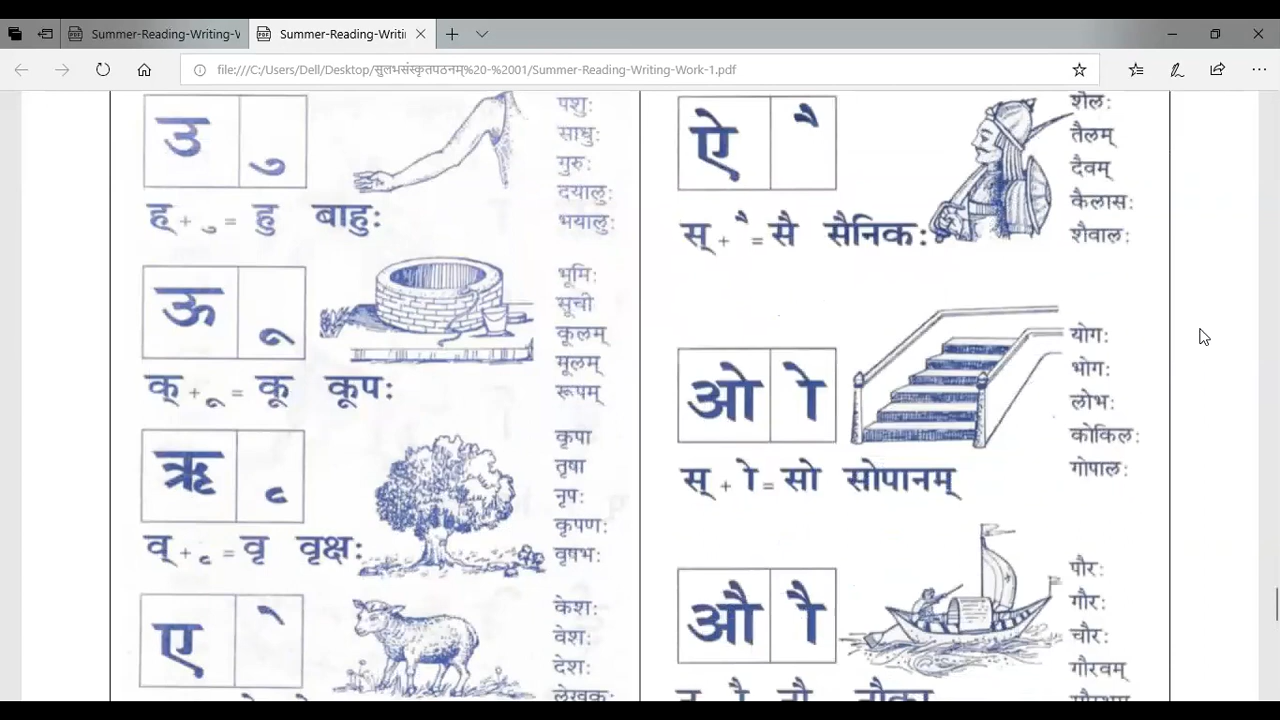 Summer-Reading-Writing-V
Summer-Reading-Writi
file:///C:/Users/Dell/Desktop/सुलभसंस्कृतपठनम्%20-%2001/Summer-Reading-Writing-Work-1.pdf
उ ु
ह + ु = हु बाहुः
पशुः
साधुः
गुरुः
दयालुः
भयालुः
ऊ ू
क् + ू = कू कूपः
भूमिः
सूची
कूलम्
मूलम्
रूपम्
ऋ ृ
व् + ृ = वृ वृक्षः
कृपा
तृषा
नृपः
कृपणः
वृषभः
ए े
केशः
वेशः
देशः
लेखकः
ऐ ै
स् + ै = सै सैनिकः
शैलः
तैलम्
दैवम्
कैलासः
शैवालः
ओ ो
स् + ो = सो सोपानम्
योगः
भोगः
लोभः
कोकिलः
गोपालः
औ ौ
पौरः
गौरः
चौरः
गौरवम्